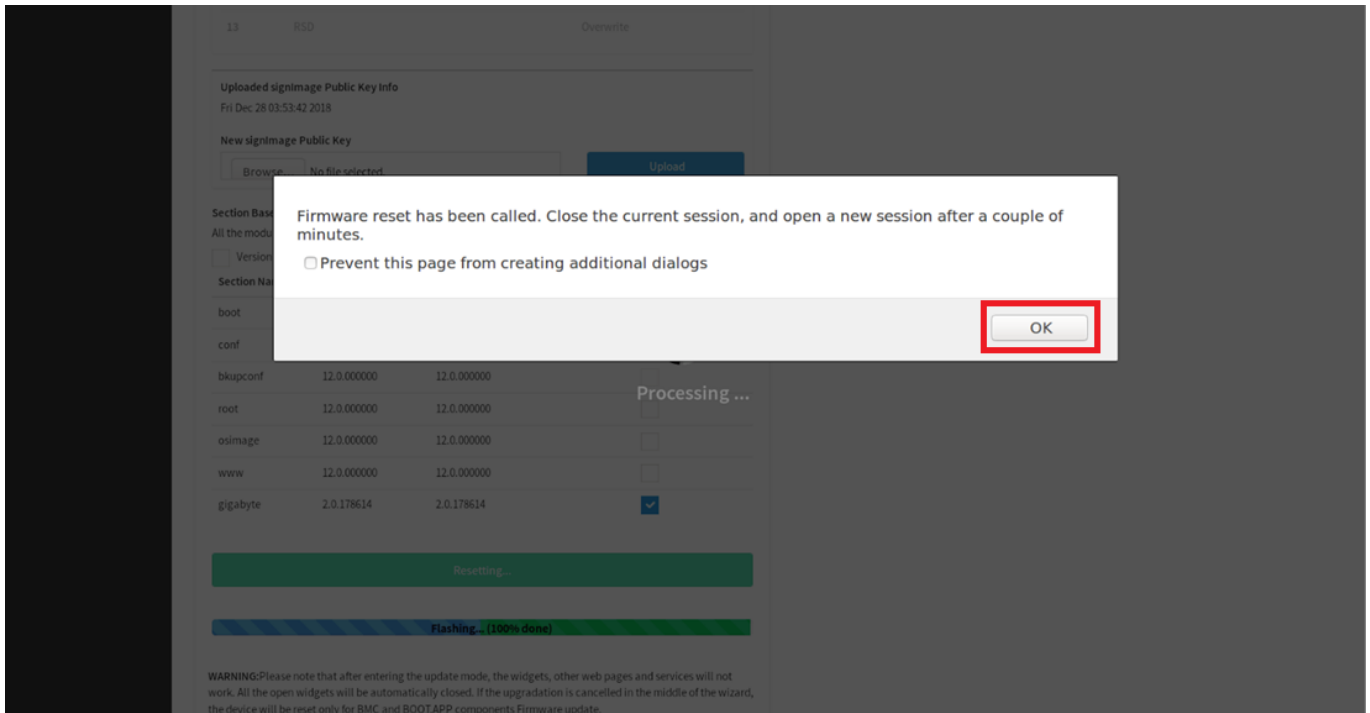 13 RSD Overwrite
Uploaded signImage Public Key Info
Fri Dec 28 03:53:42 2018
New signImage Public Key
Browse... No file selected. Upload
Firmware reset has been called. Close the current session, and open a new session after a couple of
minutes.
Prevent this page from creating additional dialogs
OK
Section Base
All the modu
Version
Section Na
boot
conf
bkupconf 12.0.000000 12.0.000000
Processing ...
root 12.0.000000 12.0.000000
osimage 12.0.000000 12.0.000000
www 12.0.000000 12.0.000000
gigabyte 2.0.178614 2.0.178614
Resetting...
Flashing... (100% done)
WARNING:Please note that after entering the update mode, the widgets, other web pages and services will not
work. All the open widgets will be automatically closed. If the upgradation is cancelled in the middle of the wizard,
the device will be reset only for BMC and BOOT,APP components Firmware update.